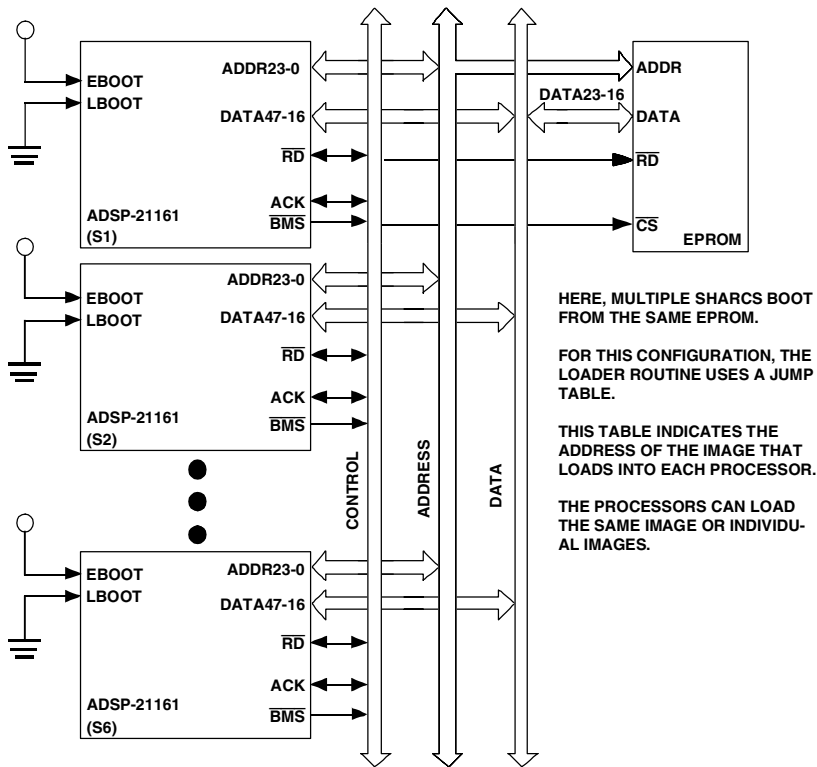 EBOOT
LBOOT
ADDR23-0
DATA47-16
RD
ACK
BMS
ADSP-21161
(S1)
ADDR
DATA23-16
DATA
RD
CS
EPROM
EBOOT
LBOOT
ADDR23-0
DATA47-16
RD
ACK
BMS
ADSP-21161
(S2)
CONTROL
ADDRESS
DATA
HERE, MULTIPLE SHARCS BOOT
FROM THE SAME EPROM.
FOR THIS CONFIGURATION, THE
LOADER ROUTINE USES A JUMP
TABLE.
THIS TABLE INDICATES THE
ADDRESS OF THE IMAGE THAT
LOADS INTO EACH PROCESSOR.
THE PROCESSORS CAN LOAD
THE SAME IMAGE OR INDIVIDU-
AL IMAGES.
EBOOT
LBOOT
ADDR23-0
DATA47-16
RD
ACK
BMS
ADSP-21161
(S6)